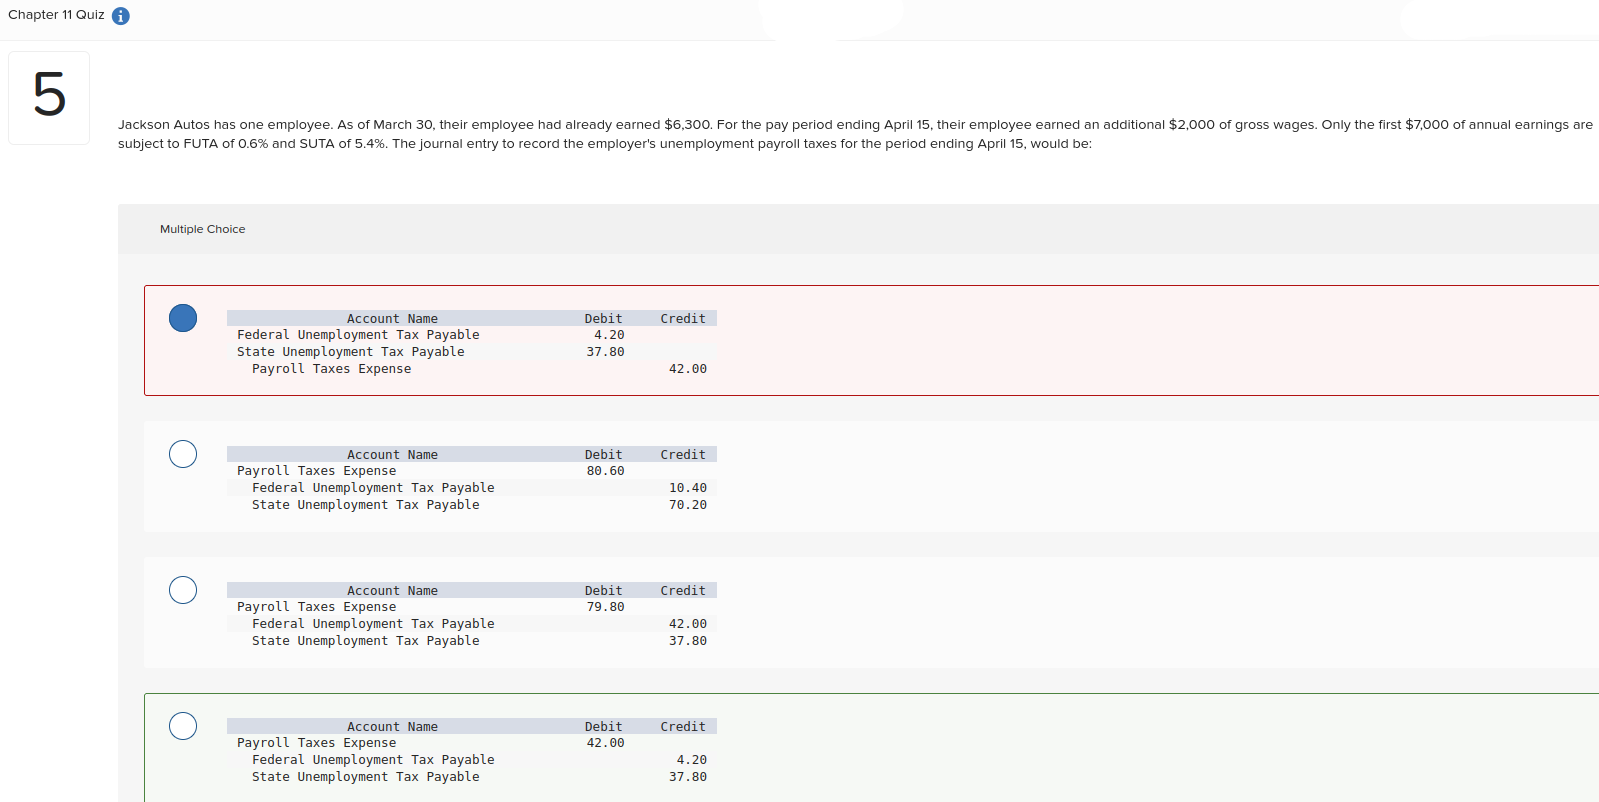 Chapter 11 Quiz i
5
Jackson Autos has one employee. As of March 30, their employee had already earned $6,300. For the pay period ending April 15, their employee earned an additional $2,000 of gross wages. Only the first $7,000 of annual earnings are
subject to FUTA of 0.6% and SUTA of 5.4%. The journal entry to record the employer's unemployment payroll taxes for the period ending April 15, would be:
Multiple Choice
Account Name Debit Credit
Federal Unemployment Tax Payable 4.20
State Unemployment Tax Payable 37.80
Payroll Taxes Expense 42.00
Account Name Debit Credit
Payroll Taxes Expense 80.60
Federal Unemployment Tax Payable 10.40
State Unemployment Tax Payable 70.20
Account Name Debit Credit
Payroll Taxes Expense 79.80
Federal Unemployment Tax Payable 42.00
State Unemployment Tax Payable 37.80
Account Name Debit Credit
Payroll Taxes Expense 42.00
Federal Unemployment Tax Payable 4.20
State Unemployment Tax Payable 37.80